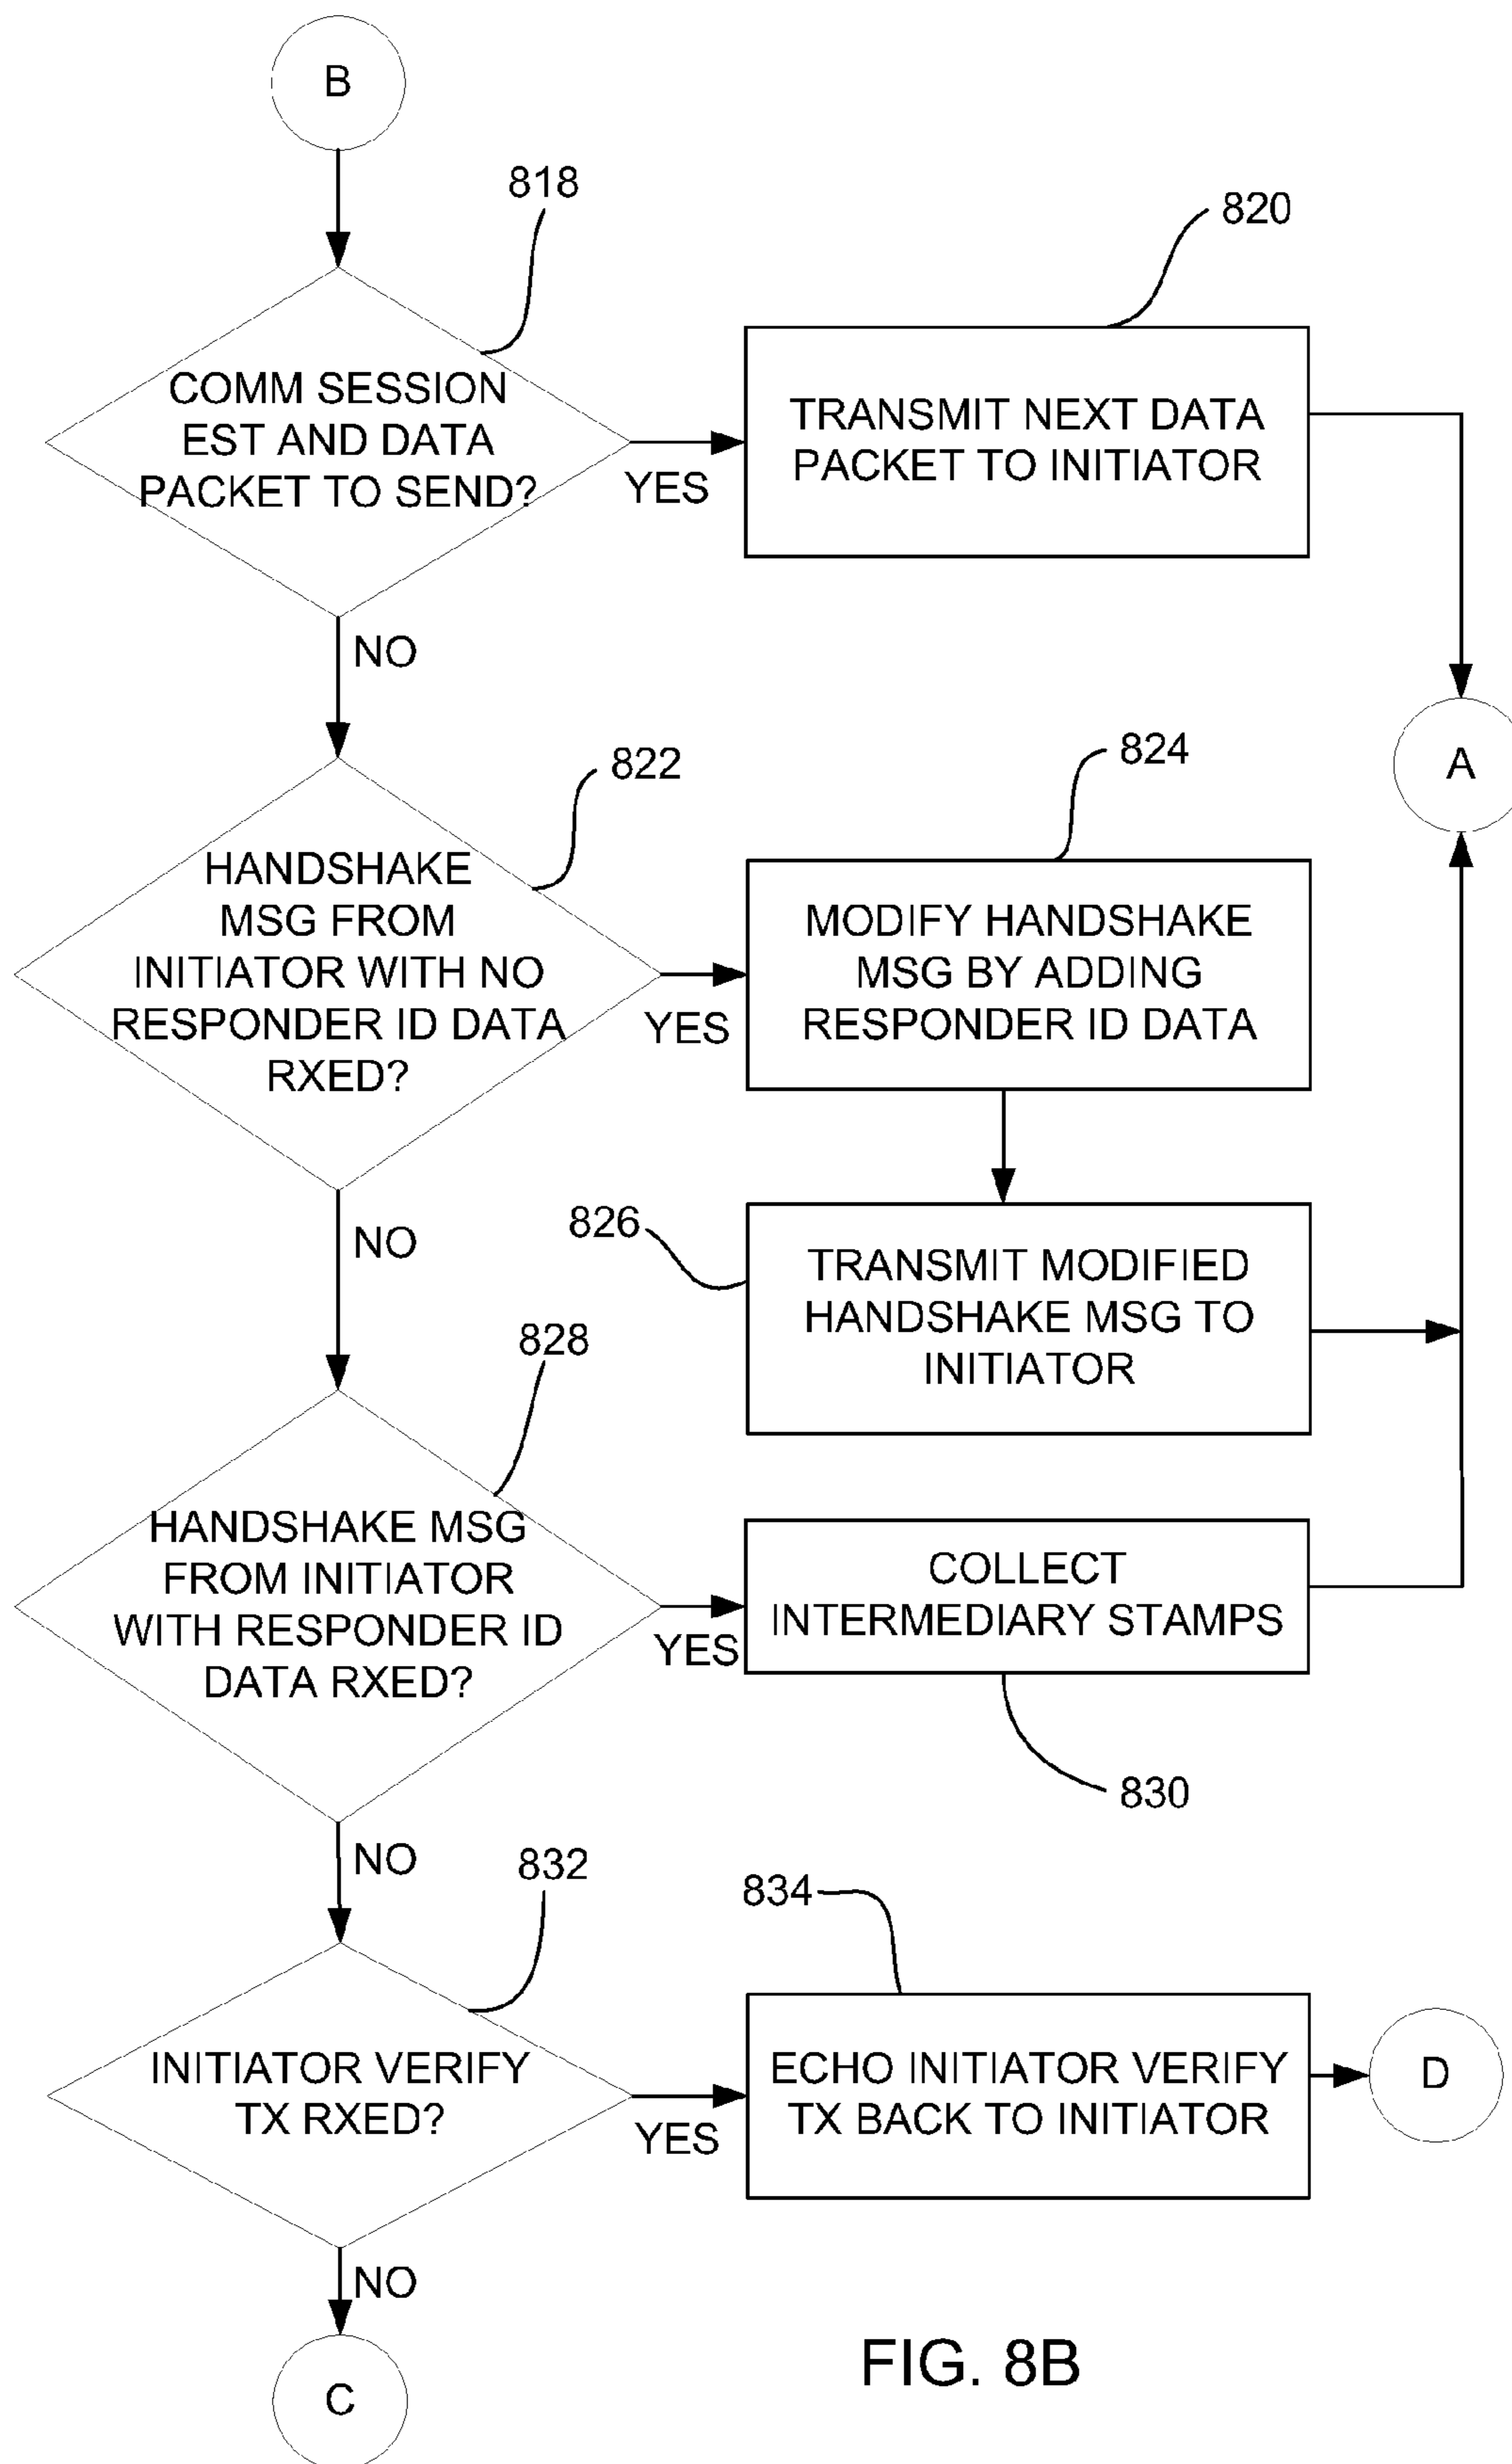 B
818
820
COMM SESSION
EST AND DATA
PACKET TO SEND?
YES
TRANSMIT NEXT DATA
PACKET TO INITIATOR
NO
A
822
824
HANDSHAKE
MSG FROM
INITIATOR WITH NO
RESPONDER ID DATA
RXED?
YES
MODIFY HANDSHAKE
MSG BY ADDING
RESPONDER ID DATA
NO
826
TRANSMIT MODIFIED
HANDSHAKE MSG TO
INITIATOR
828
HANDSHAKE MSG
FROM INITIATOR
WITH RESPONDER ID
DATA RXED?
YES
COLLECT
INTERMEDIARY STAMPS
830
NO
832
834
INITIATOR VERIFY
TX RXED?
YES
ECHO INITIATOR VERIFY
TX BACK TO INITIATOR
D
NO
C
FIG. 8B